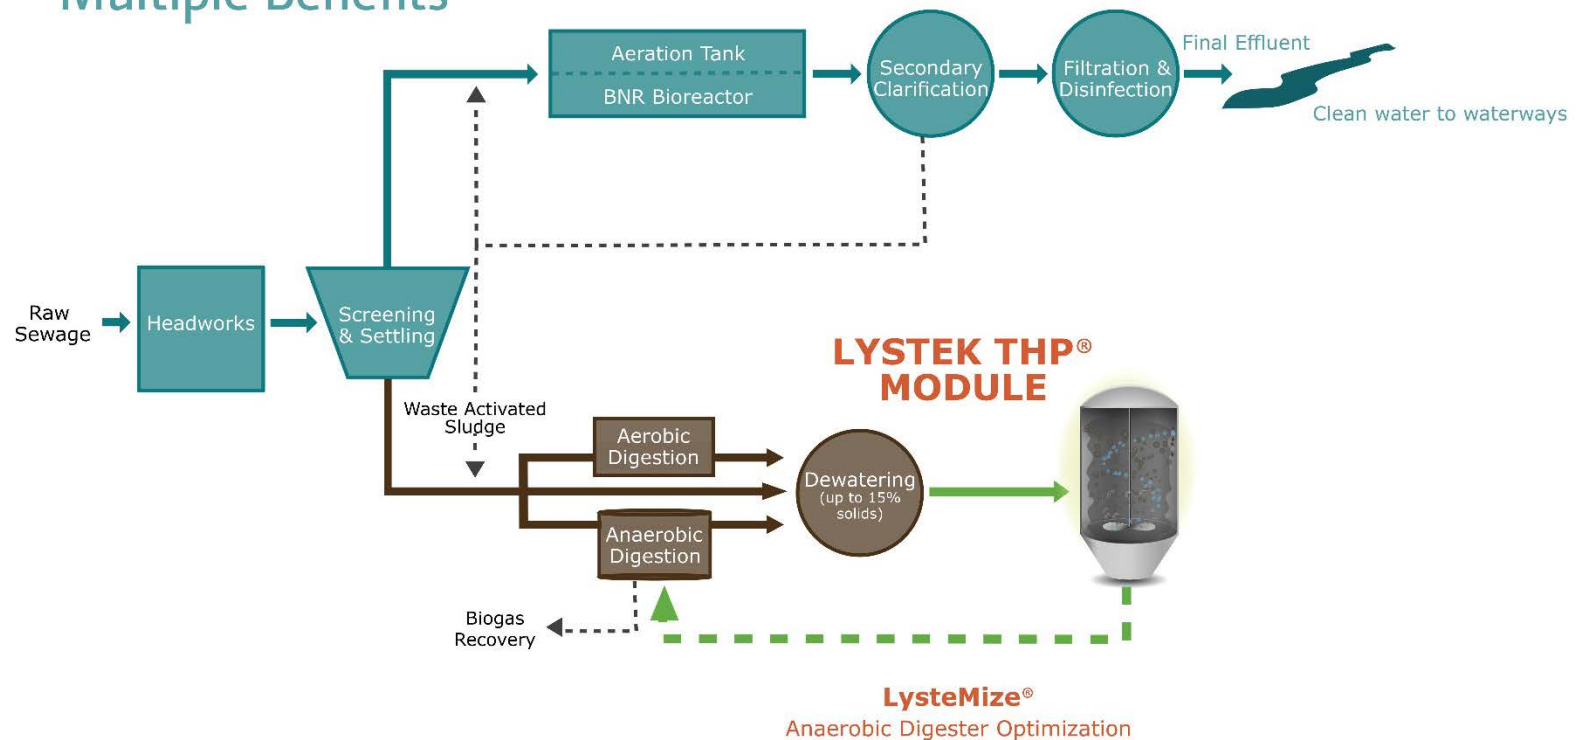 Multiple Benefits
Aeration Tank
BNR Bioreactor
Secondary
Clarification
Filtration &
Disinfection
Final Effluent
Clean water to waterways
Raw
Sewage
Headworks
Screening
& Settling
LYSTEK THP®
MODULE
Waste Activated
Sludge
Aerobic
Digestion
Dewatering
(up to 15%
solids)
Anaerobic
Digestion
Biogas
Recovery
LysteMize®
Anaerobic Digester Optimization